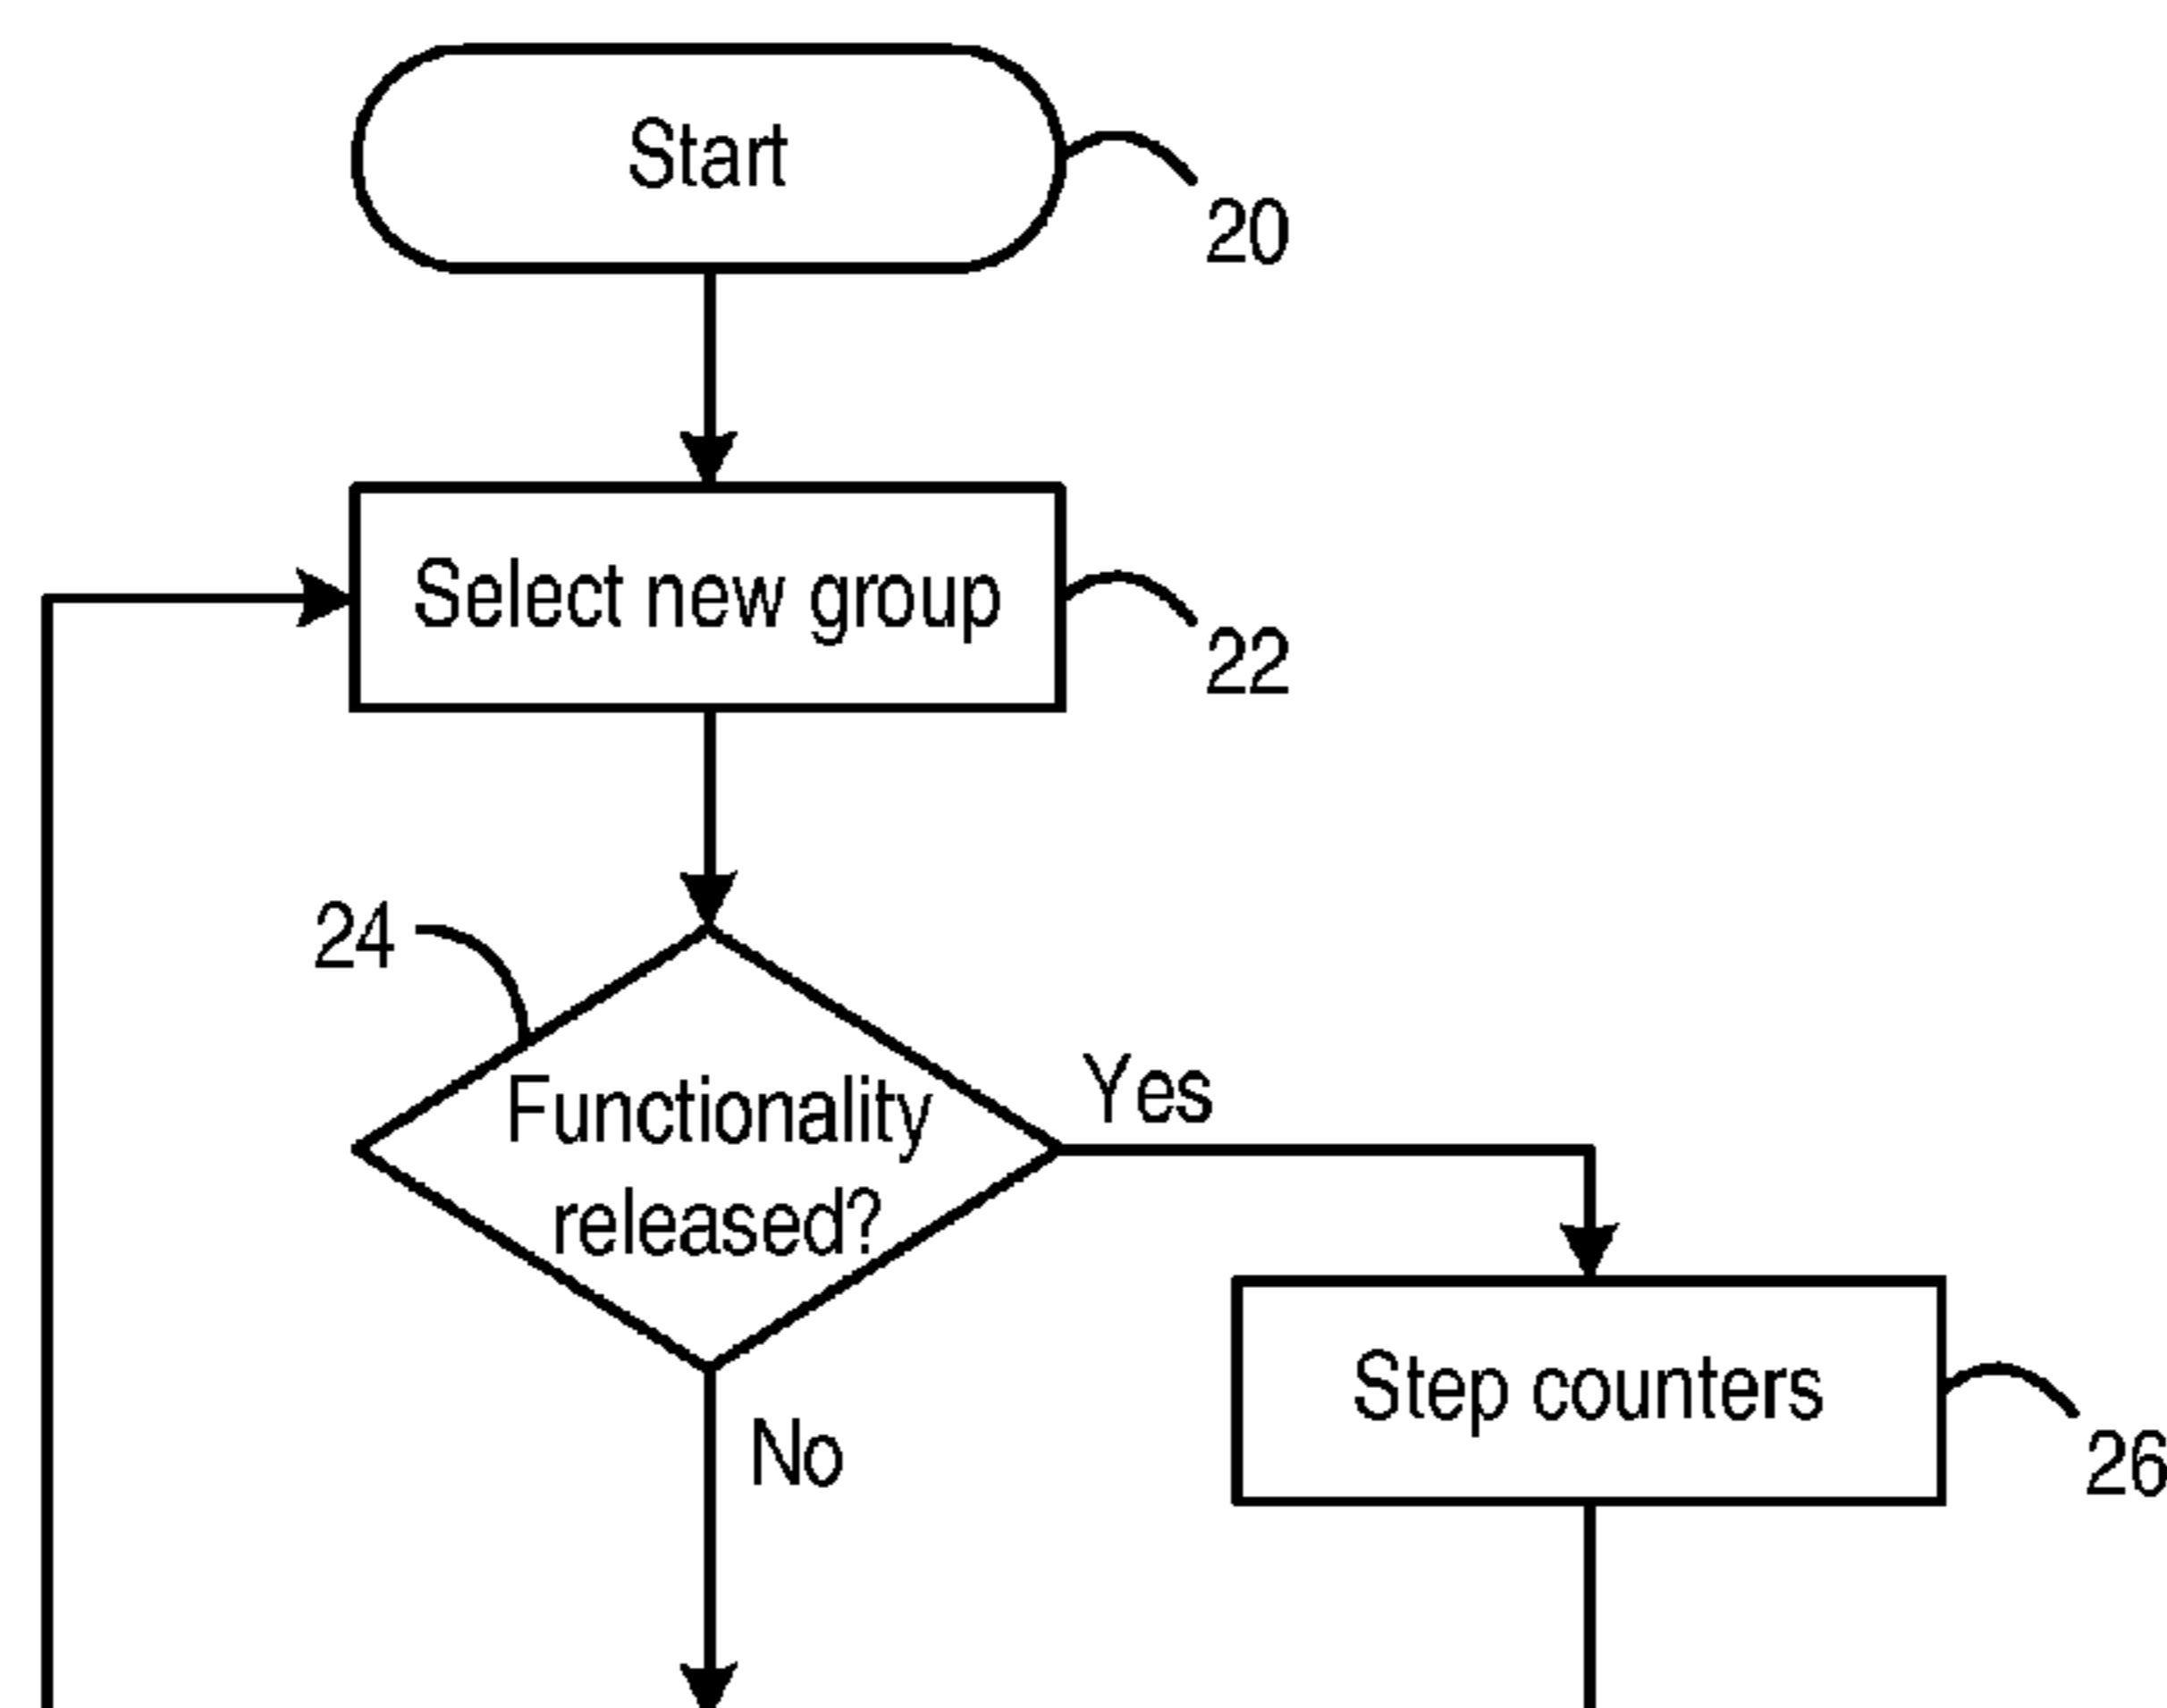 Start
20
Select new group
22
24
Functionality
released?
Yes
Step counters
26
No